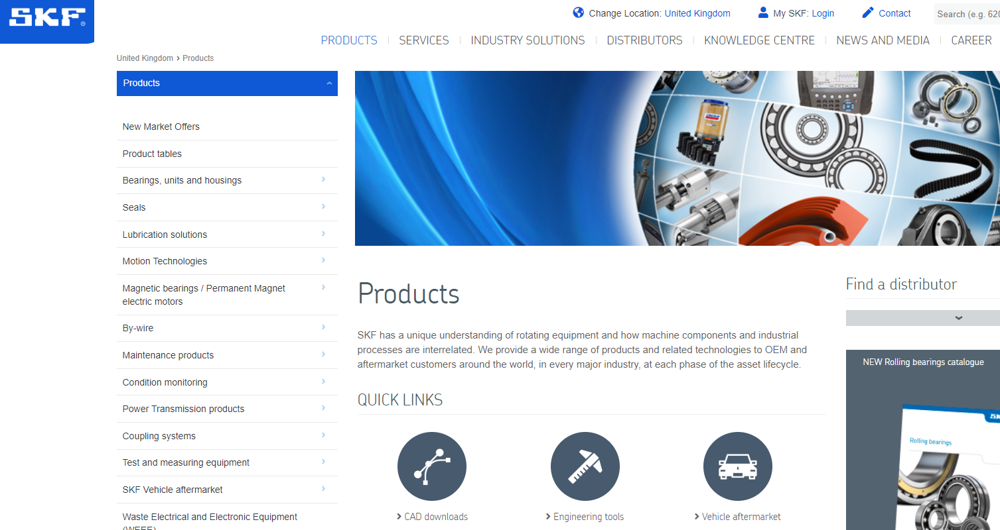 SKF®
Change Location: United Kingdom
My SKF: Login
Contact
Search (e.g. 620
PRODUCTS
SERVICES
INDUSTRY SOLUTIONS
DISTRIBUTORS
KNOWLEDGE CENTRE
NEWS AND MEDIA
CAREER
United Kingdom > Products
Products
New Market Offers
Product tables
Bearings, units and housings
Seals
Lubrication solutions
Motion Technologies
Magnetic bearings / Permanent Magnet
electric motors
By-wire
Maintenance products
Condition monitoring
Power Transmission products
Coupling systems
Test and measuring equipment
SKF Vehicle aftermarket
Waste Electrical and Electronic Equipment
(WEEE)
LINCOLN
Products
SKF has a unique understanding of rotating equipment and how machine components and industrial
processes are interrelated. We provide a wide range of products and related technologies to OEM and
aftermarket customers around the world, in every major industry, at each phase of the asset lifecycle.
QUICK LINKS
CAD downloads
Engineering tools
Vehicle aftermarket
Find a distributor
NEW Rolling bearings catalogue
SK
Rolling bearings